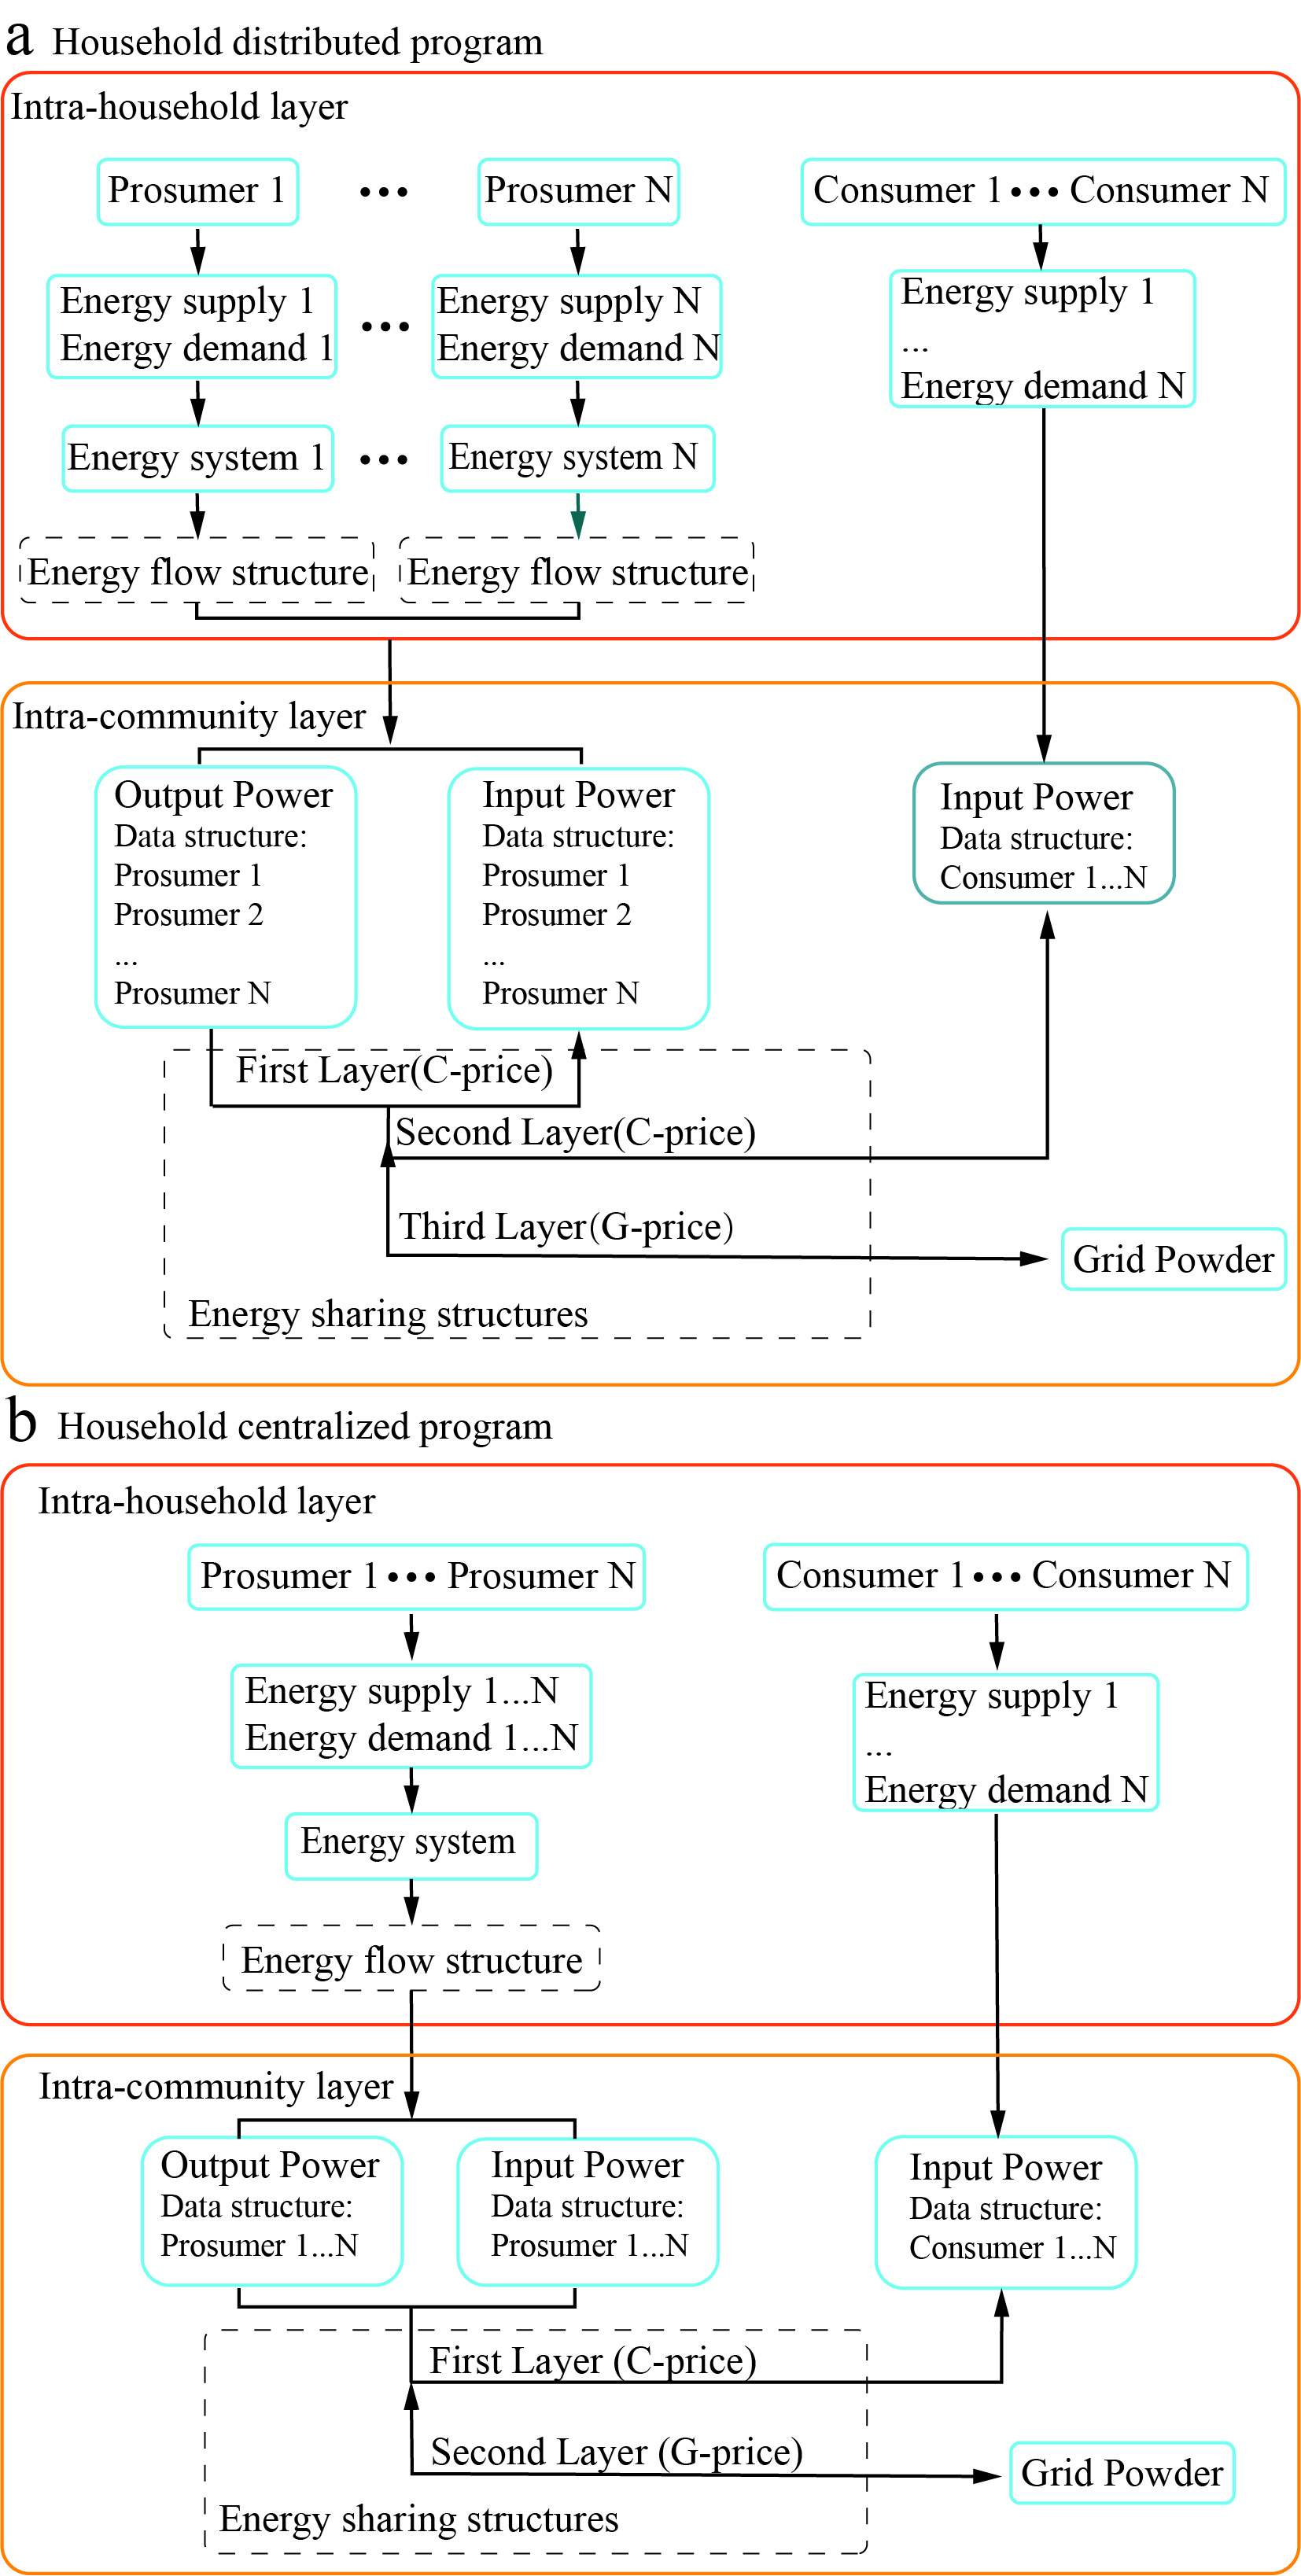 a Household distributed program
Intra-household layer
Prosumer 1 ••• Prosumer N
Consumer 1 ••• Consumer N
Energy supply 1
Energy demand 1
•••
Energy supply N
Energy demand N
Energy supply 1
...
Energy demand N
Energy system 1 ••• Energy system N
Energy flow structure
Energy flow structure
Intra-community layer
Output Power
Data structure:
Prosumer 1
Prosumer 2
...
Prosumer N
Input Power
Data structure:
Prosumer 1
Prosumer 2
...
Prosumer N
Input Power
Data structure:
Consumer 1...N
First Layer(C-price)
Second Layer(C-price)
Third Layer(G-price)
Grid Powder
Energy sharing structures
b Household centralized program
Intra-household layer
Prosumer 1 ••• Prosumer N
Consumer 1 ••• Consumer N
Energy supply 1...N
Energy demand 1...N
Energy supply 1
...
Energy demand N
Energy system
Energy flow structure
Intra-community layer
Output Power
Data structure:
Prosumer 1...N
Input Power
Data structure:
Prosumer 1...N
Input Power
Data structure:
Consumer 1...N
First Layer (C-price)
Second Layer (G-price)
Grid Powder
Energy sharing structures